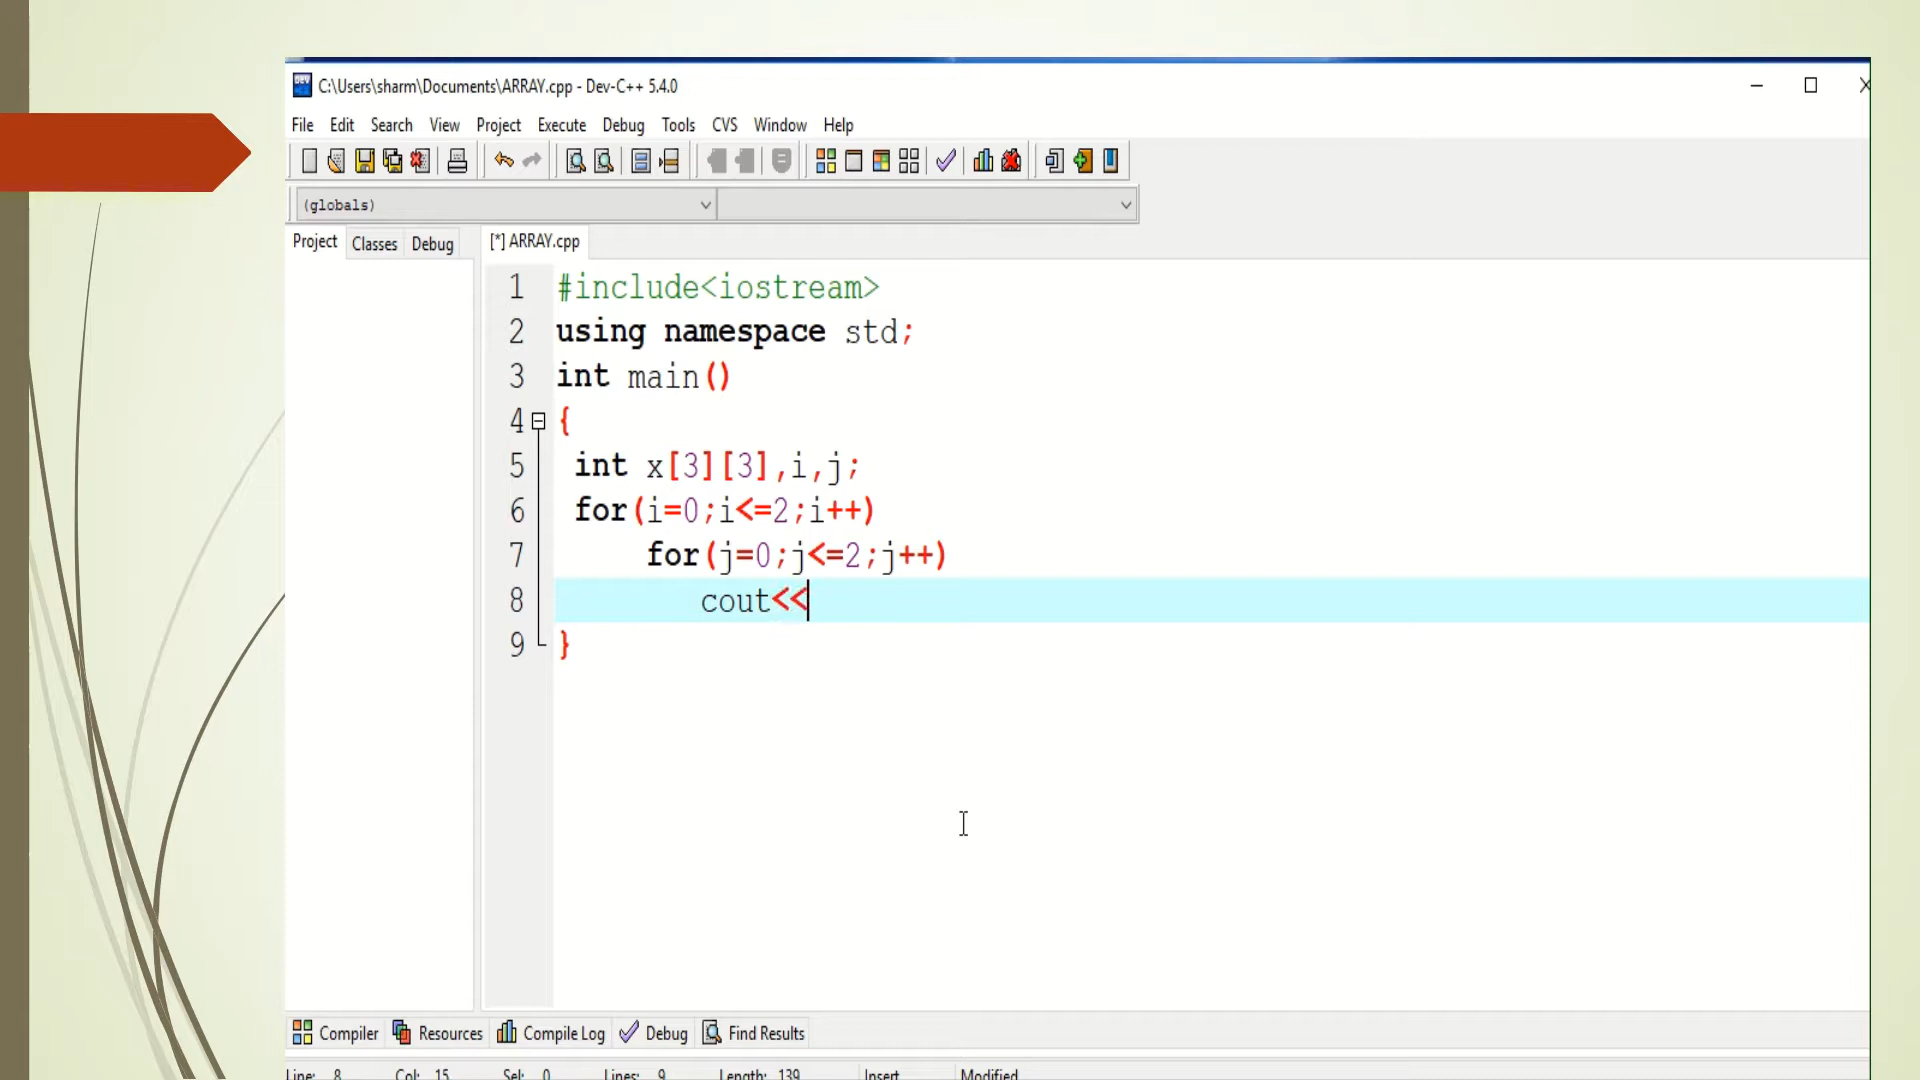 C:\Users\sharm\Documents\ARRAY.cpp - Dev-C++ 5.4.0
File Edit Search View Project Execute Debug Tools CVS Window Help
(globals)
Project Classes Debug [*] ARRAY.cpp
1 #include<iostream>
2 using namespace std;
3 int main()
4 {
5 int x[3][3],i,j;
6 for(i=0;i<=2;i++)
7 for(j=0;j<=2;j++)
8 cout<<
9 }
Compiler Resources Compile Log Debug Find Results
Line: 8 Col: 15 Sel: 0 Lines: 9 Length: 139 Insert Modified